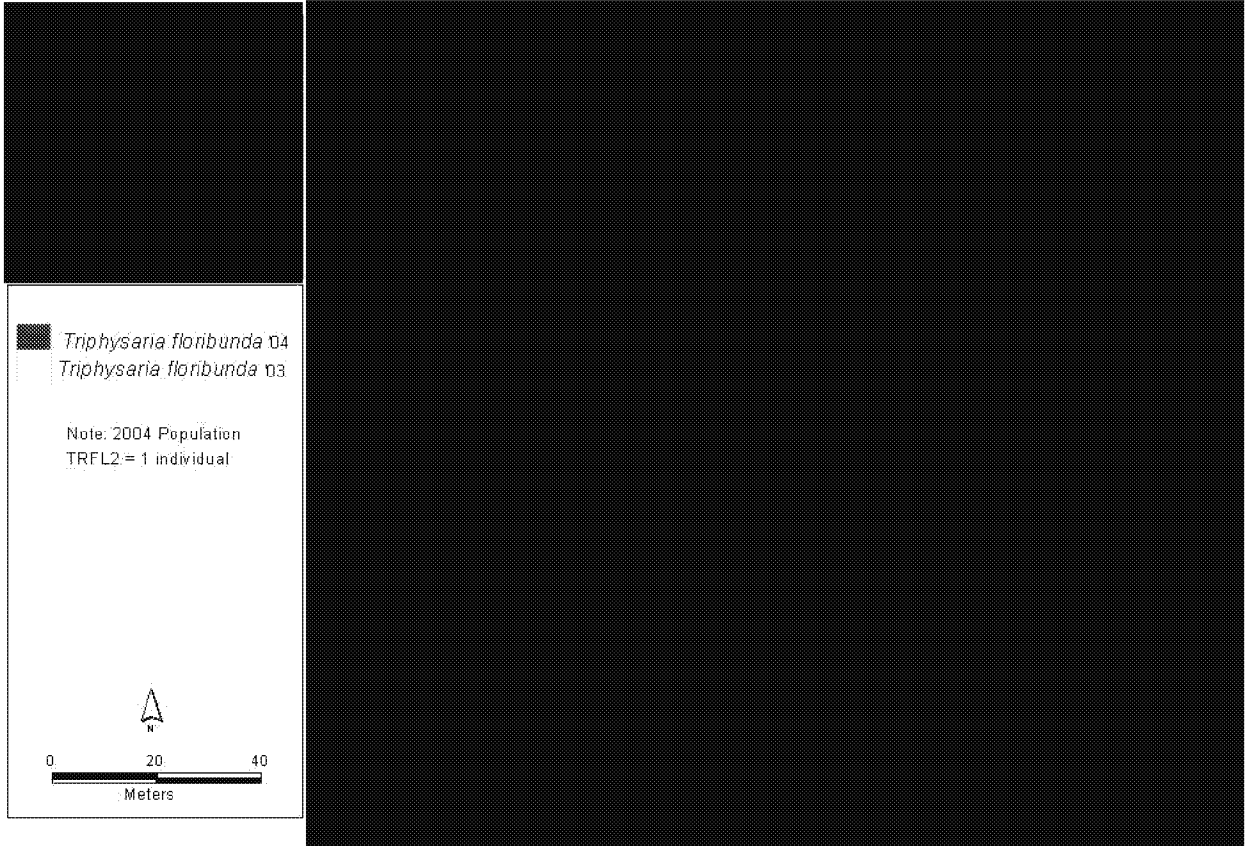 Triphysaria floribunda '04
Triphysaria floribunda '03
Note: 2004 Population
TRFL2 = 1 individual
N
0 20 40
Meters